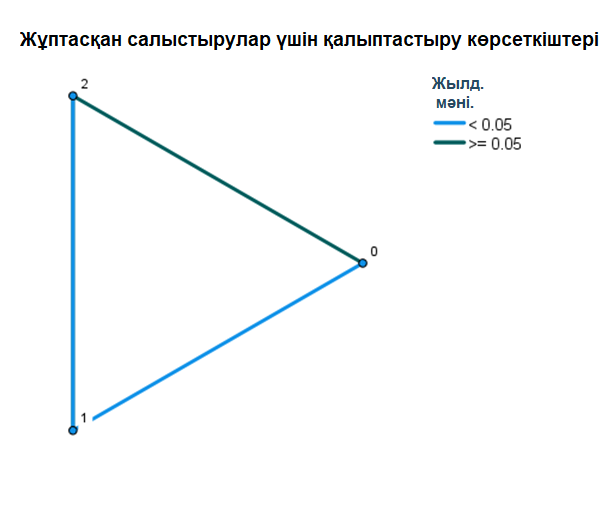 Жұптасқан салыстырулар үшін қалыптастыру көрсеткіштері
2
Жылд.
мәні.
< 0.05
>= 0.05
0
1